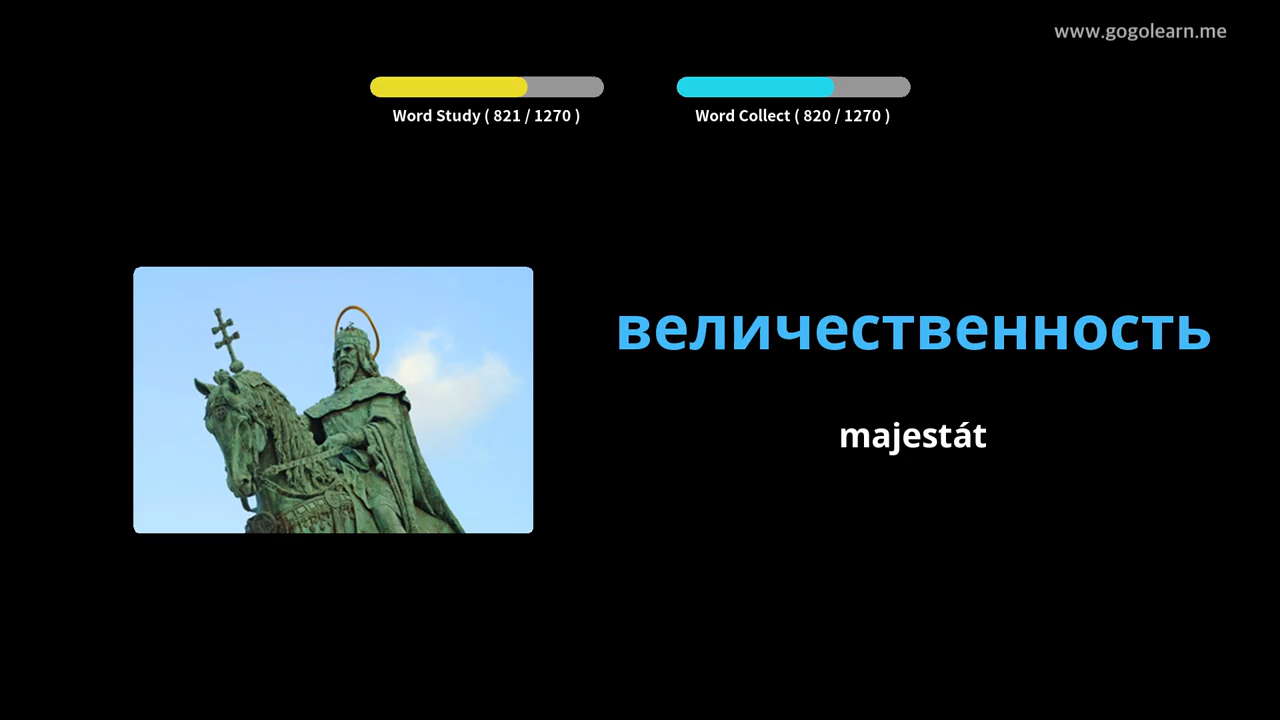 www.gogolearn.me
Word Study ( 821 / 1270 )
Word Collect ( 820 / 1270 )
величественность
majestát